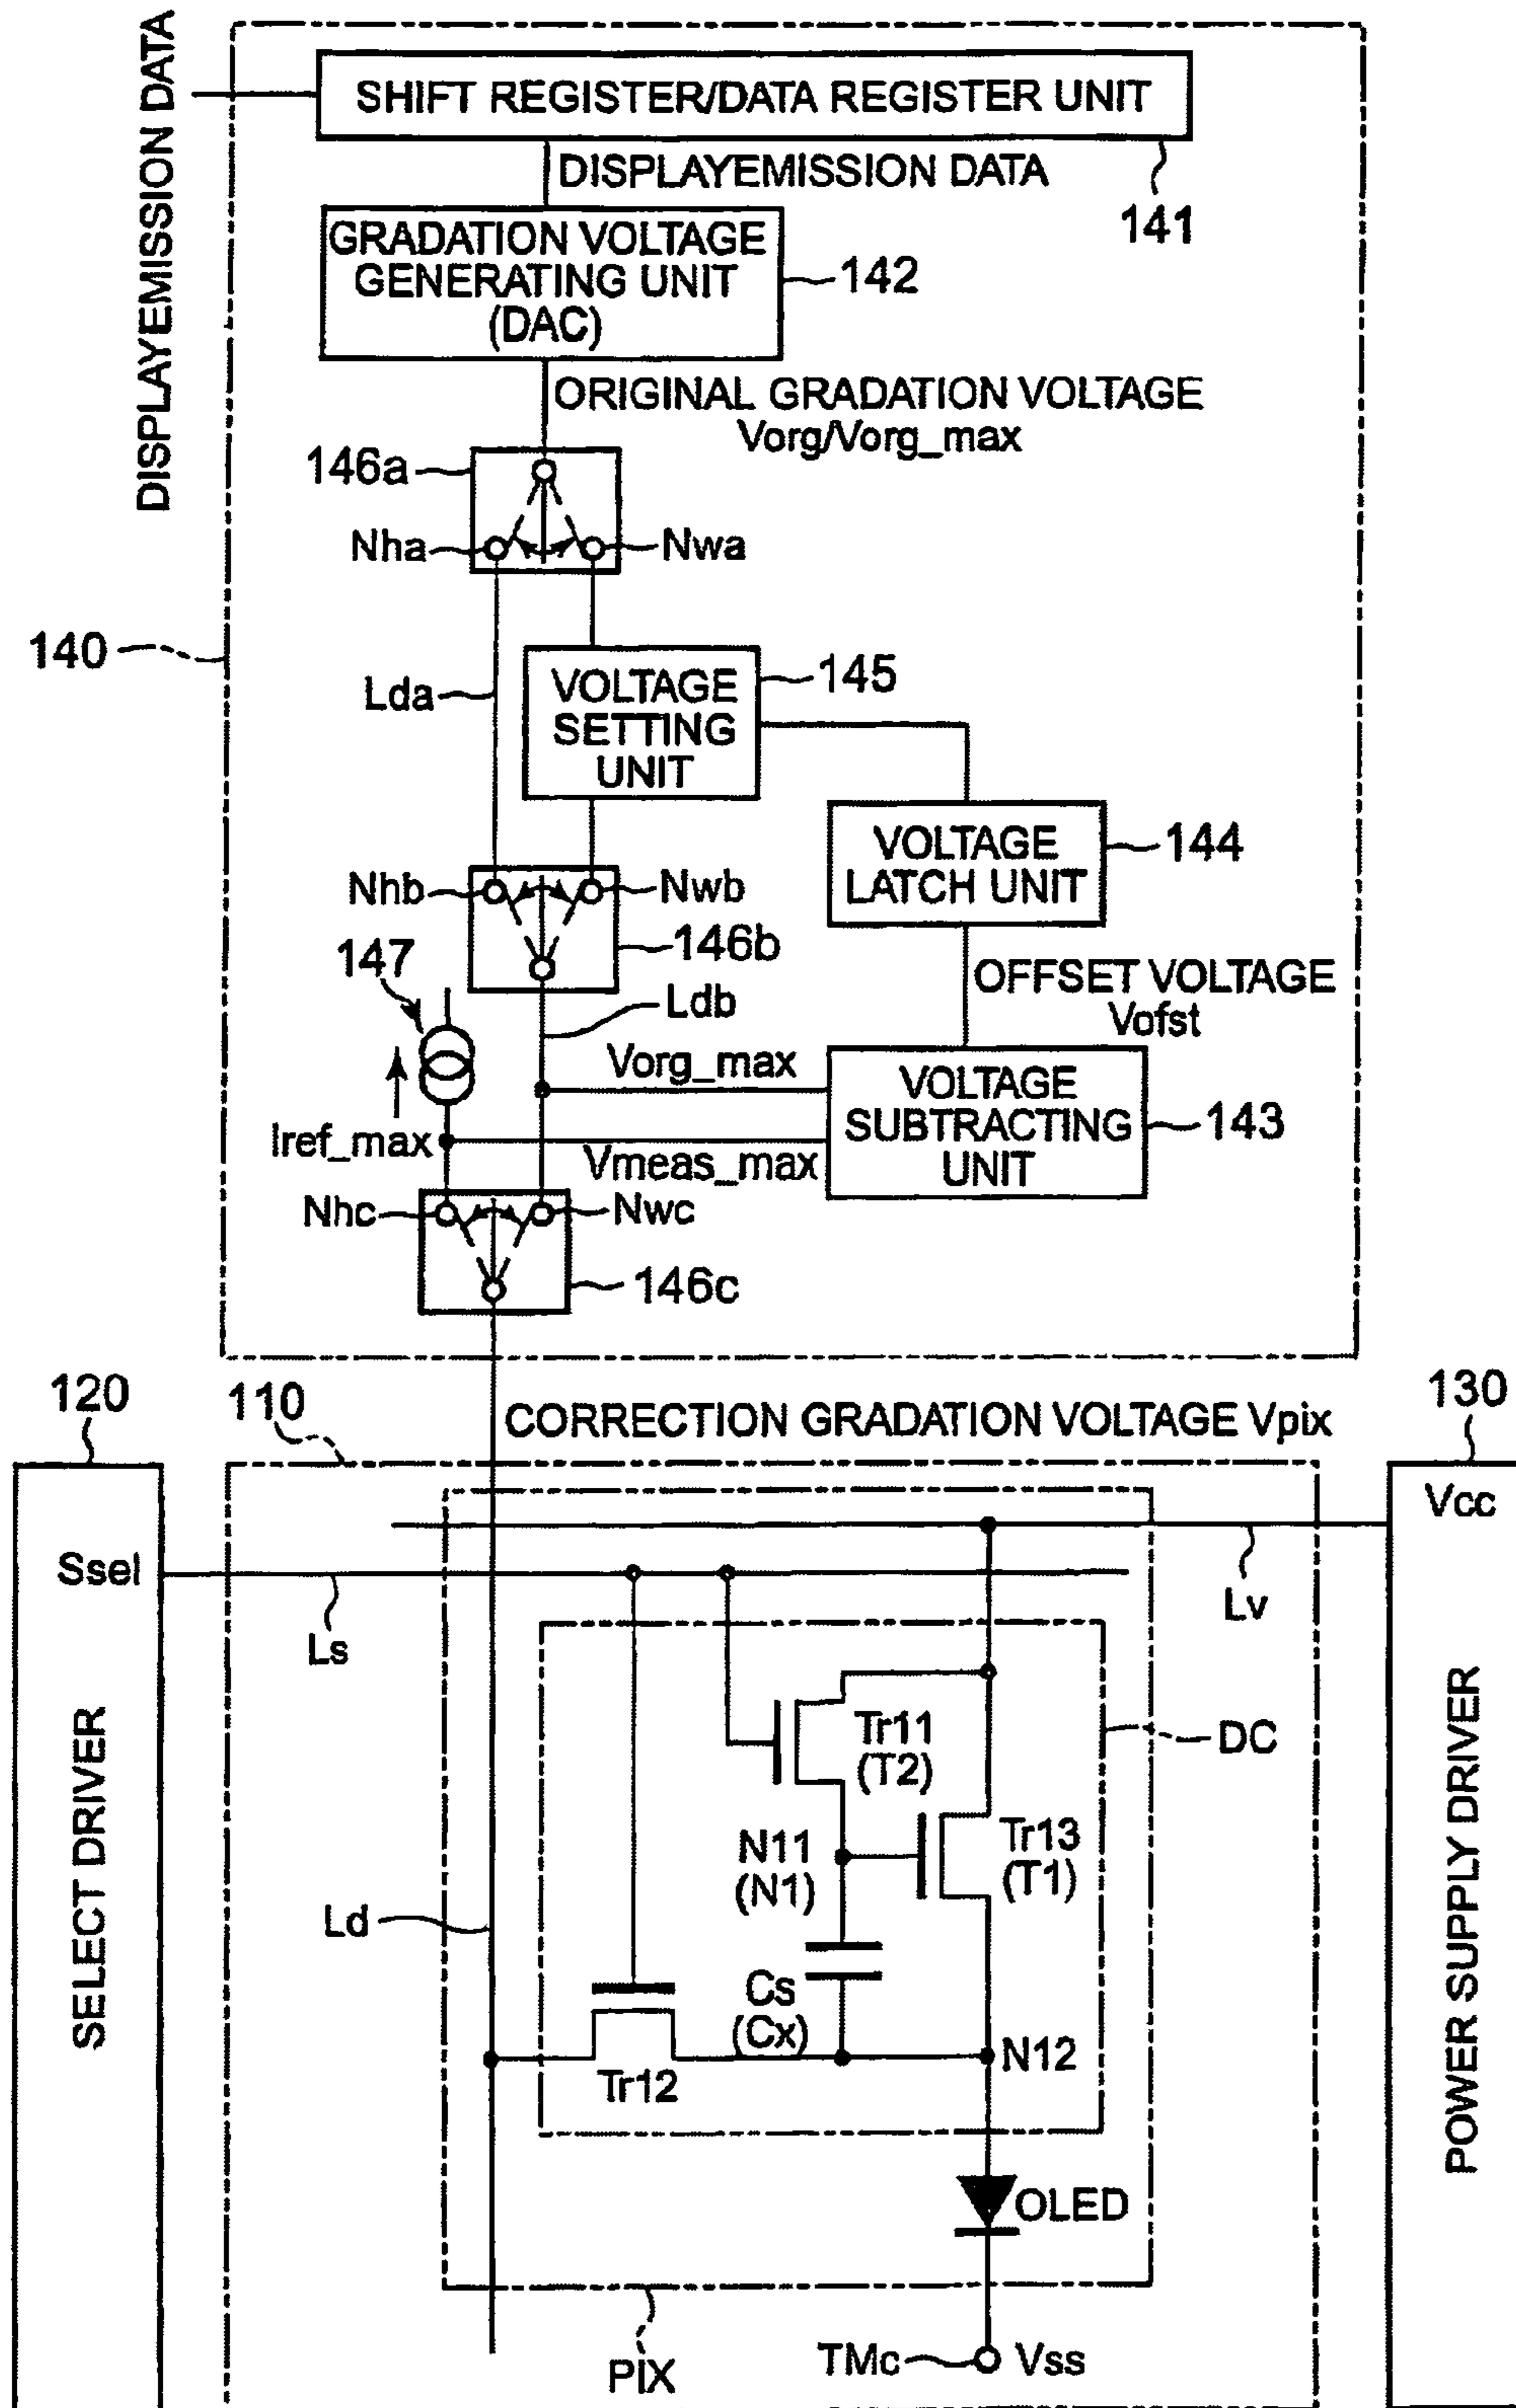 DISPLAYEMISSION DATA
SHIFT REGISTER/DATA REGISTER UNIT
141
DISPLAYEMISSION DATA
GRADATION VOLTAGE
GENERATING UNIT
(DAC)
142
ORIGINAL GRADATION VOLTAGE
Vorg/Vorg_max
146a
Nha
Nwa
140
Lda
VOLTAGE
SETTING
UNIT
145
VOLTAGE
LATCH UNIT
144
Nhb
Nwb
146b
147
Ldb
OFFSET VOLTAGE
Vofst
Vorg_max
VOLTAGE
SUBTRACTING
UNIT
143
Iref_max
Vmeas_max
Nhc
Nwc
146c
120
110
CORRECTION GRADATION VOLTAGE Vpix
130
Vcc
Ssel
Ls
Lv
SELECT DRIVER
POWER SUPPLY DRIVER
Tr11
(T2)
DC
N11
(N1)
Tr13
(T1)
Ld
Cs
(Cx)
Tr12
N12
OLED
PIX
TMc
Vss